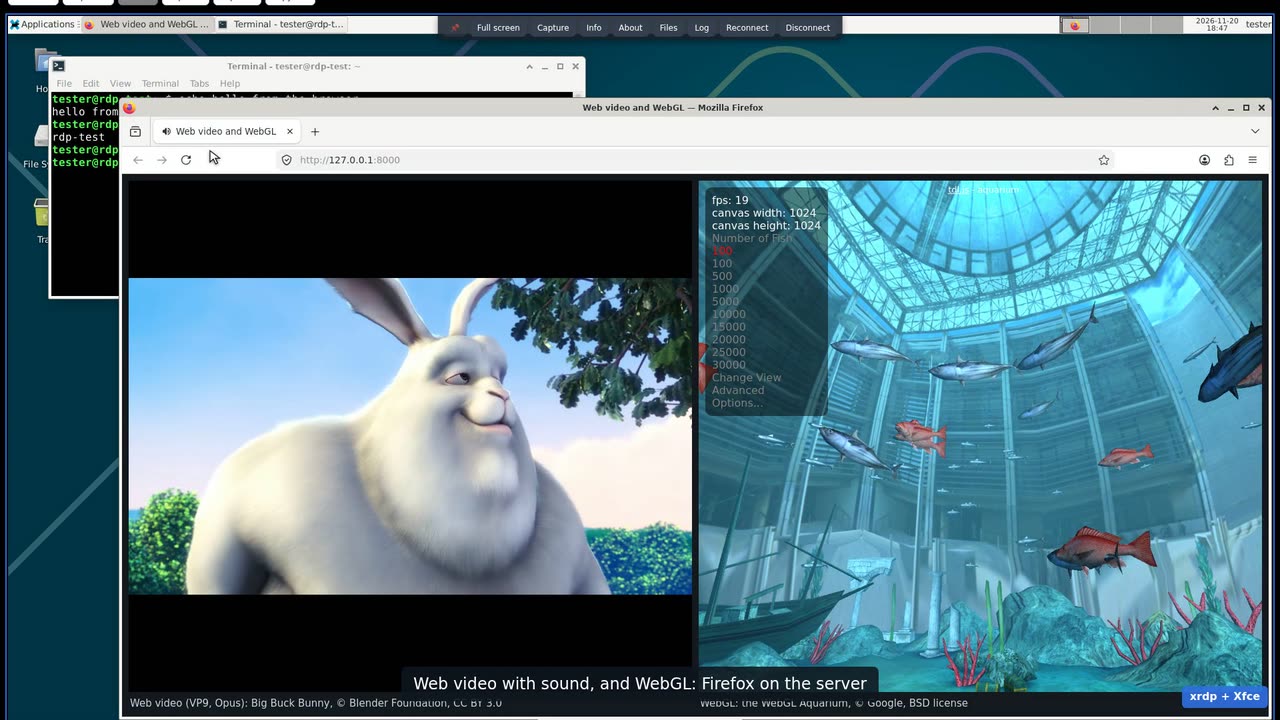 Applications
Web video and WebGL ...
Terminal - tester@rdp-t...
Full screen
Capture
Info
About
Files
Log
Reconnect
Disconnect
2026-11-20
18:47
tester
Terminal - tester@rdp-test: ~
File Edit View Terminal Tabs Help
hello from
tester@rdp
rdp-test
tester@rdp
tester@rdp
File Sy
Web video and WebGL — Mozilla Firefox
Web video and WebGL
http://127.0.0.1:8000
fps: 19
canvas width: 1024
canvas height: 1024
Number of Fish
100
100
500
1000
5000
10000
15000
20000
25000
30000
Change View
Advanced
Options...
aquarium
Web video with sound, and WebGL: Firefox on the server
Web video (VP9, Opus): Big Buck Bunny, © Blender Foundation, CC BY 3.0
WebGL: the WebGL Aquarium, © Google, BSD license
xrdp + Xfce